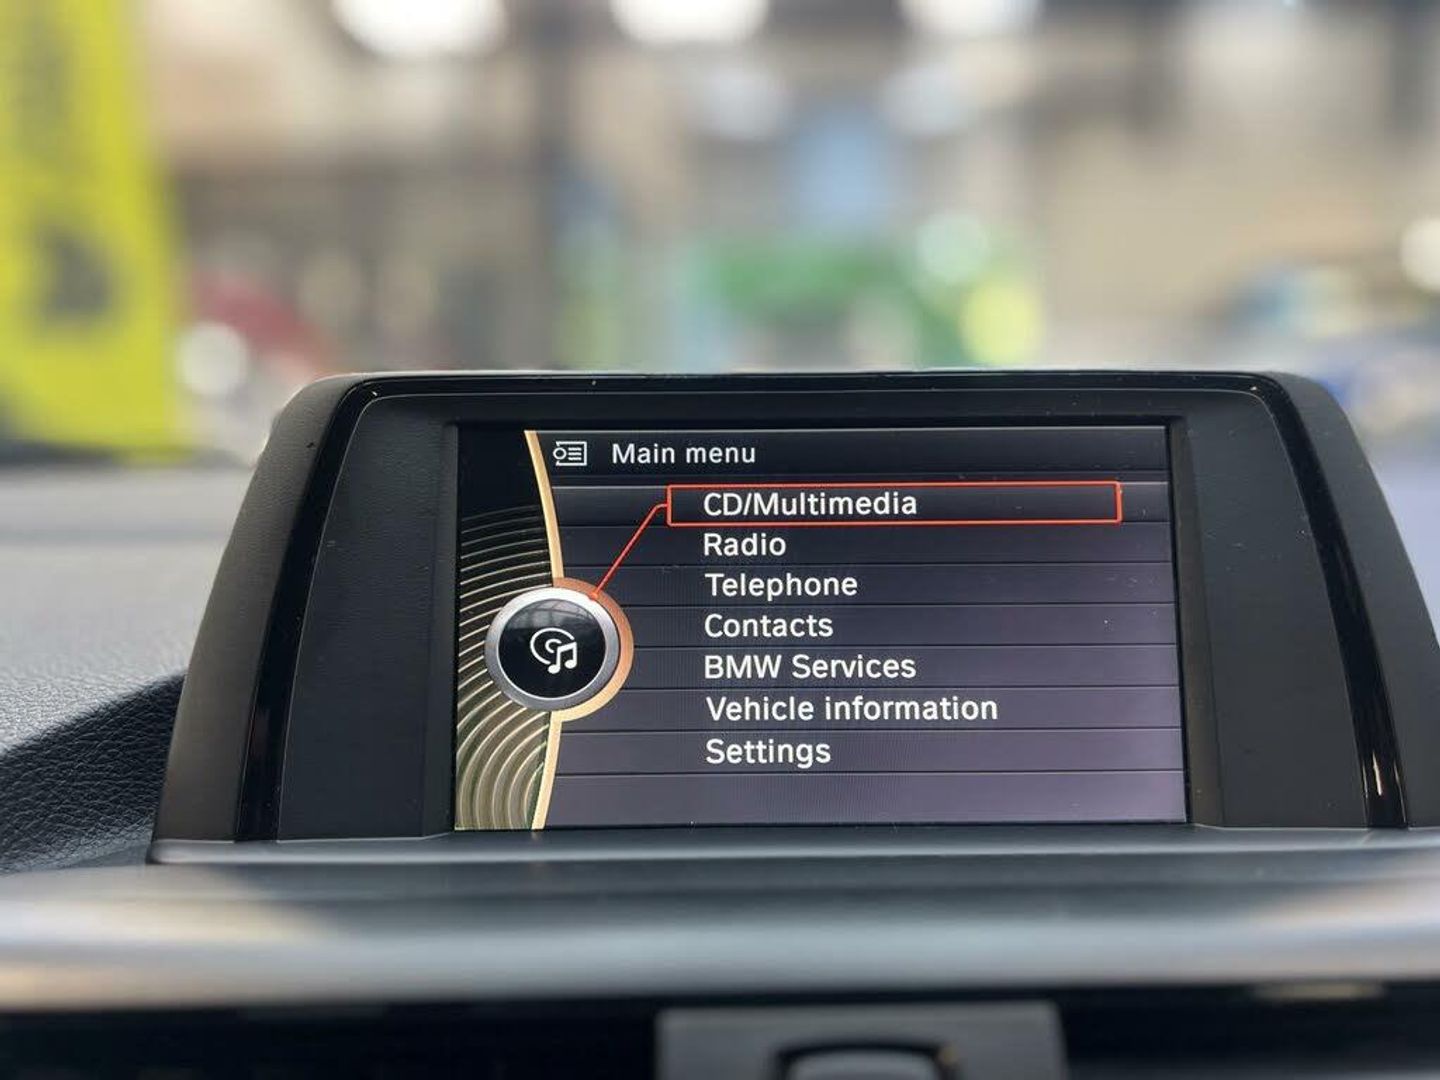 Main menu
CD/Multimedia
Radio
Telephone
Contacts
BMW Services
Vehicle information
Settings